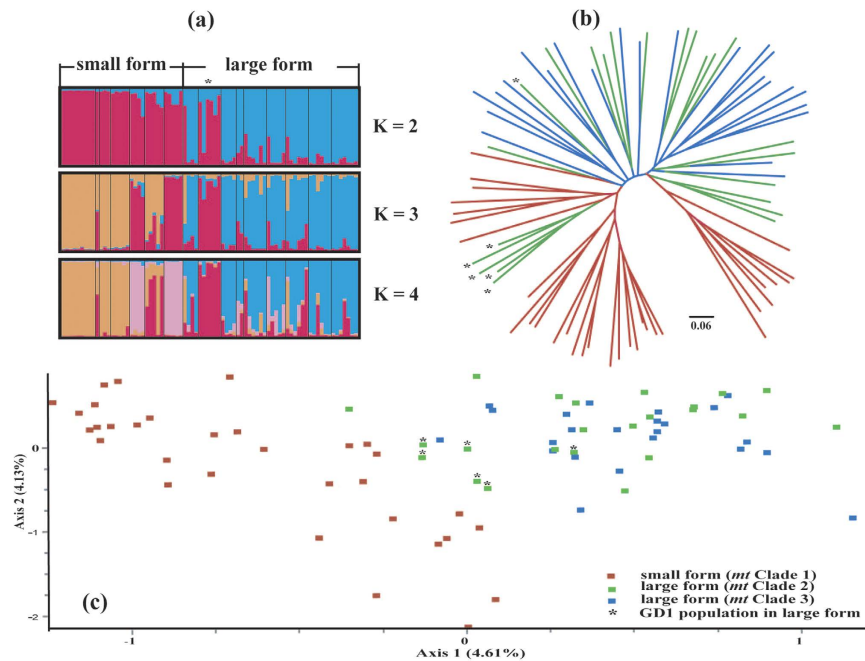 (a)
small form
large form
*
K = 2
K = 3
K = 4
(b)
*
*
*
*
*
*
0.06
Axis 2 (4.13%)
0
-1
-2
*
*
*
*
*
*
(c)
small form (mt Clade 1)
large form (mt Clade 2)
large form (mt Clade 3)
* GD1 population in large form
-1
0
1
Axis 1 (4.61%)